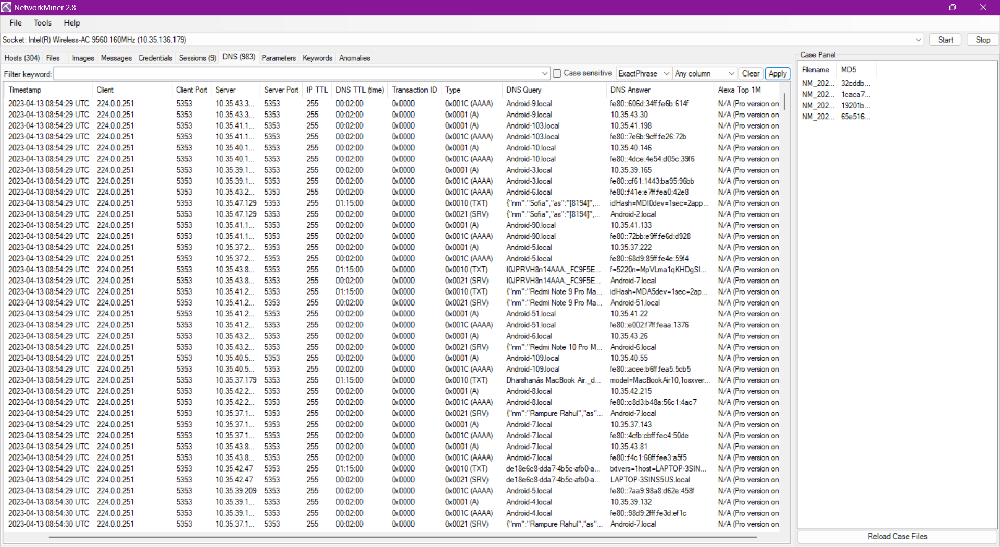 NetworkMiner 2.8
File Tools Help
Socket: Intel(R) Wireless-AC 9560 160MHz (10.35.136.179) Start Stop
Hosts (304) Files Images Messages Credentials Sessions (9) DNS (983) Parameters Keywords Anomalies
Filter keyword: Case sensitive ExactPhrase Any column Clear Apply
Timestamp Client Client Port Server Server Port IP TTL DNS TTL (time) Transaction ID Type DNS Query DNS Answer Alexa Top 1M
2023-04-13 08:54:29 UTC 224.0.0.251 5353 10.35.43.3... 5353 255 00:02:00 0x0000 0x001C (AAAA) Android-9.local fe80::606d:34ff:fe6b:614f N/A (Pro version on
2023-04-13 08:54:29 UTC 224.0.0.251 5353 10.35.43.3... 5353 255 00:02:00 0x0000 0x0001 (A) Android-9.local 10.35.43.30 N/A (Pro version on
2023-04-13 08:54:29 UTC 224.0.0.251 5353 10.35.41.1... 5353 255 00:02:00 0x0000 0x0001 (A) Android-103.local 10.35.41.198 N/A (Pro version on
2023-04-13 08:54:29 UTC 224.0.0.251 5353 10.35.41.1... 5353 255 00:02:00 0x0000 0x001C (AAAA) Android-103.local fe80::7e6b:9cff:fe26:72b N/A (Pro version on
2023-04-13 08:54:29 UTC 224.0.0.251 5353 10.35.40.1... 5353 255 00:02:00 0x0000 0x0001 (A) Android-10.local 10.35.40.146 N/A (Pro version on
2023-04-13 08:54:29 UTC 224.0.0.251 5353 10.35.40.1... 5353 255 00:02:00 0x0000 0x001C (AAAA) Android-10.local fe80::4dce:4e54:d05c:39f6 N/A (Pro version on
2023-04-13 08:54:29 UTC 224.0.0.251 5353 10.35.39.1... 5353 255 00:02:00 0x0000 0x0001 (A) Android-3.local 10.35.39.165 N/A (Pro version on
2023-04-13 08:54:29 UTC 224.0.0.251 5353 10.35.39.1... 5353 255 00:02:00 0x0000 0x001C (AAAA) Android-3.local fe80::cf61:1443:ba95:96bb N/A (Pro version on
2023-04-13 08:54:29 UTC 224.0.0.251 5353 10.35.43.2... 5353 255 00:02:00 0x0000 0x001C (AAAA) Android-6.local fe80::f41e:e7ff:fea0:42e8 N/A (Pro version on
2023-04-13 08:54:29 UTC 224.0.0.251 5353 10.35.47.129 5353 255 01:15:00 0x0000 0x0010 (TXT) {"nm":"Sofia","as":"[8194]",... idHash=MDI0dev=1sec=2app... N/A (Pro version on
2023-04-13 08:54:29 UTC 224.0.0.251 5353 10.35.47.129 5353 255 00:02:00 0x0000 0x0021 (SRV) {"nm":"Sofia","as":"[8194]",... Android-2.local N/A (Pro version on
2023-04-13 08:54:29 UTC 224.0.0.251 5353 10.35.41.1... 5353 255 00:02:00 0x0000 0x0001 (A) Android-90.local 10.35.41.133 N/A (Pro version on
2023-04-13 08:54:29 UTC 224.0.0.251 5353 10.35.41.1... 5353 255 00:02:00 0x0000 0x001C (AAAA) Android-90.local fe80::72bb:e9ff:fe6d:d928 N/A (Pro version on
2023-04-13 08:54:29 UTC 224.0.0.251 5353 10.35.37.2... 5353 255 00:02:00 0x0000 0x0001 (A) Android-5.local 10.35.37.222 N/A (Pro version on
2023-04-13 08:54:29 UTC 224.0.0.251 5353 10.35.37.2... 5353 255 00:02:00 0x0000 0x001C (AAAA) Android-5.local fe80::68d9:85ff:fe4e:59f4 N/A (Pro version on
2023-04-13 08:54:29 UTC 224.0.0.251 5353 10.35.43.8... 5353 255 01:15:00 0x0000 0x0010 (TXT) I0JPRVH8n14AAA._FC9F5E... f=5220n=MpVLma1qKHDgSI... N/A (Pro version on
2023-04-13 08:54:29 UTC 224.0.0.251 5353 10.35.43.8... 5353 255 00:02:00 0x0000 0x0021 (SRV) I0JPRVH8n14AAA._FC9F5E... Android-7.local N/A (Pro version on
2023-04-13 08:54:29 UTC 224.0.0.251 5353 10.35.41.2... 5353 255 01:15:00 0x0000 0x0010 (TXT) {"nm":"Redmi Note 9 Pro Ma... idHash=MDA5dev=1sec=2ap... N/A (Pro version on
2023-04-13 08:54:29 UTC 224.0.0.251 5353 10.35.41.2... 5353 255 00:02:00 0x0000 0x0021 (SRV) {"nm":"Redmi Note 9 Pro Ma... Android-51.local N/A (Pro version on
2023-04-13 08:54:29 UTC 224.0.0.251 5353 10.35.41.2... 5353 255 00:02:00 0x0000 0x0001 (A) Android-51.local 10.35.41.22 N/A (Pro version on
2023-04-13 08:54:29 UTC 224.0.0.251 5353 10.35.41.2... 5353 255 00:02:00 0x0000 0x001C (AAAA) Android-51.local fe80::e002:f7ff:feaa:1376 N/A (Pro version on
2023-04-13 08:54:29 UTC 224.0.0.251 5353 10.35.43.2... 5353 255 00:02:00 0x0000 0x0001 (A) Android-6.local 10.35.43.26 N/A (Pro version on
2023-04-13 08:54:29 UTC 224.0.0.251 5353 10.35.43.2... 5353 255 00:02:00 0x0000 0x0021 (SRV) {"nm":"Redmi Note 10 Pro M... Android-6.local N/A (Pro version on
2023-04-13 08:54:29 UTC 224.0.0.251 5353 10.35.40.5... 5353 255 00:02:00 0x0000 0x0001 (A) Android-109.local 10.35.40.55 N/A (Pro version on
2023-04-13 08:54:29 UTC 224.0.0.251 5353 10.35.40.5... 5353 255 00:02:00 0x0000 0x001C (AAAA) Android-109.local fe80::acee:b6ff:fea5:5cb5 N/A (Pro version on
2023-04-13 08:54:29 UTC 224.0.0.251 5353 10.35.37.179 5353 255 01:15:00 0x0000 0x0010 (TXT) Dharshanâs MacBook Air._d... model=MacBookAir10,1osxver... N/A (Pro version on
2023-04-13 08:54:29 UTC 224.0.0.251 5353 10.35.42.2... 5353 255 00:02:00 0x0000 0x0001 (A) Android-8.local 10.35.42.215 N/A (Pro version on
2023-04-13 08:54:29 UTC 224.0.0.251 5353 10.35.42.2... 5353 255 00:02:00 0x0000 0x001C (AAAA) Android-8.local fe80::c8d3:b48a:56c1:4ac7 N/A (Pro version on
2023-04-13 08:54:29 UTC 224.0.0.251 5353 10.35.37.1... 5353 255 00:02:00 0x0000 0x0021 (SRV) {"nm":"Rampure Rahul","as"... Android-7.local N/A (Pro version on
2023-04-13 08:54:29 UTC 224.0.0.251 5353 10.35.37.1... 5353 255 00:02:00 0x0000 0x0001 (A) Android-7.local 10.35.37.143 N/A (Pro version on
2023-04-13 08:54:29 UTC 224.0.0.251 5353 10.35.37.1... 5353 255 00:02:00 0x0000 0x001C (AAAA) Android-7.local fe80::4cfb:cbff:fec4:50de N/A (Pro version on
2023-04-13 08:54:29 UTC 224.0.0.251 5353 10.35.43.8... 5353 255 00:02:00 0x0000 0x0001 (A) Android-7.local 10.35.43.81 N/A (Pro version on
2023-04-13 08:54:29 UTC 224.0.0.251 5353 10.35.43.8... 5353 255 00:02:00 0x0000 0x001C (AAAA) Android-7.local fe80::f4c1:66ff:fee3:a5f5 N/A (Pro version on
2023-04-13 08:54:29 UTC 224.0.0.251 5353 10.35.42.47 5353 255 01:15:00 0x0000 0x0010 (TXT) de18e6c8-dda7-4b5c-afb0-a... txtvers=1host=LAPTOP-3SIN... N/A (Pro version on
2023-04-13 08:54:29 UTC 224.0.0.251 5353 10.35.42.47 5353 255 00:02:00 0x0000 0x0021 (SRV) de18e6c8-dda7-4b5c-afb0-a... LAPTOP-3SINS5US.local N/A (Pro version on
2023-04-13 08:54:29 UTC 224.0.0.251 5353 10.35.39.209 5353 255 00:02:00 0x0000 0x001C (AAAA) Android-5.local fe80::7aa9:98a8:d62e:458f N/A (Pro version on
2023-04-13 08:54:30 UTC 224.0.0.251 5353 10.35.39.1... 5353 255 00:02:00 0x0000 0x0001 (A) Android-4.local 10.35.39.132 N/A (Pro version on
2023-04-13 08:54:30 UTC 224.0.0.251 5353 10.35.39.1... 5353 255 00:02:00 0x0000 0x001C (AAAA) Android-4.local fe80::98d9:2fff:fe3d:ef1c N/A (Pro version on
2023-04-13 08:54:30 UTC 224.0.0.251 5353 10.35.37.1... 5353 255 00:02:00 0x0000 0x0021 (SRV) {"nm":"Rampure Rahul","as"... Android-7.local N/A (Pro version on
Case Panel
Filename MD5
NM_202... 32cddb...
NM_202... 1caca7...
NM_202... 19201b...
NM_202... 65e516...
Reload Case Files